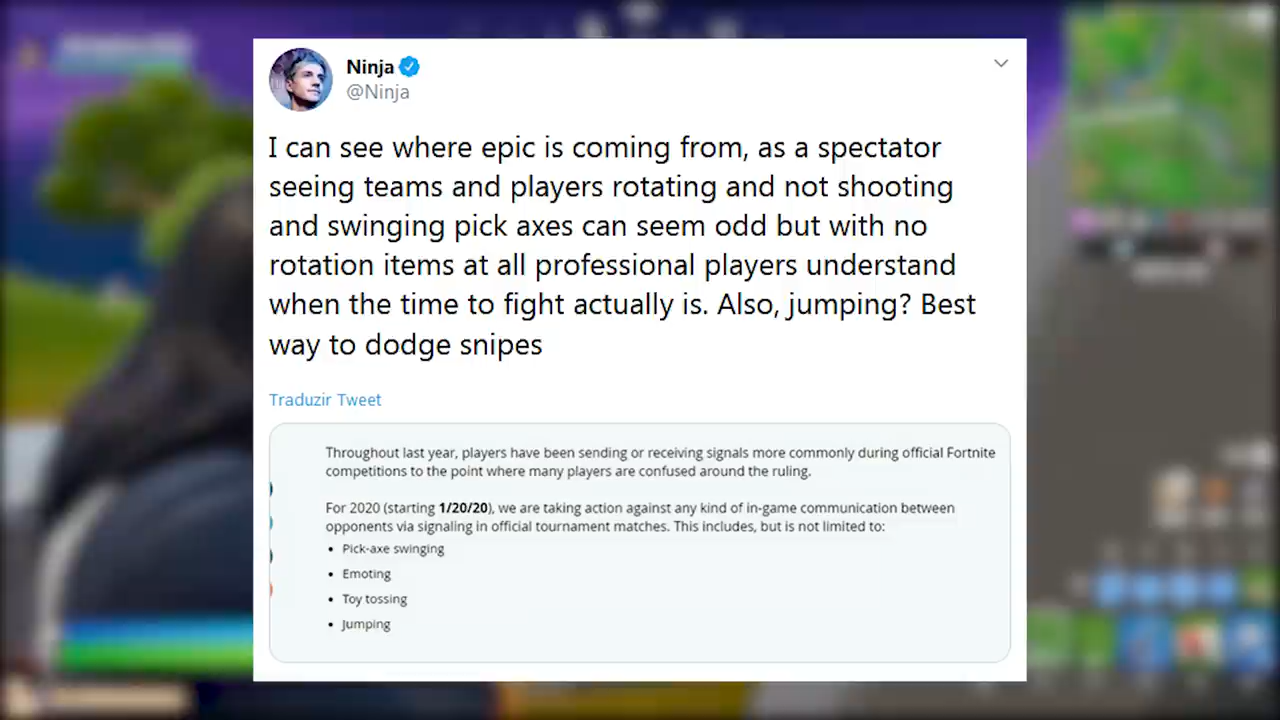 Ninja
@Ninja
I can see where epic is coming from, as a spectator
seeing teams and players rotating and not shooting
and swinging pick axes can seem odd but with no
rotation items at all professional players understand
when the time to fight actually is. Also, jumping? Best
way to dodge snipes
Traduzir Tweet
Throughout last year, players have been sending or receiving signals more commonly during official Fortnite
competitions to the point where many players are confused around the ruling.
For 2020 (starting 1/20/20), we are taking action against any kind of in-game communication between
opponents via signaling in official tournament matches. This includes, but is not limited to:
• Pick-axe swinging
• Emoting
• Toy tossing
• Jumping